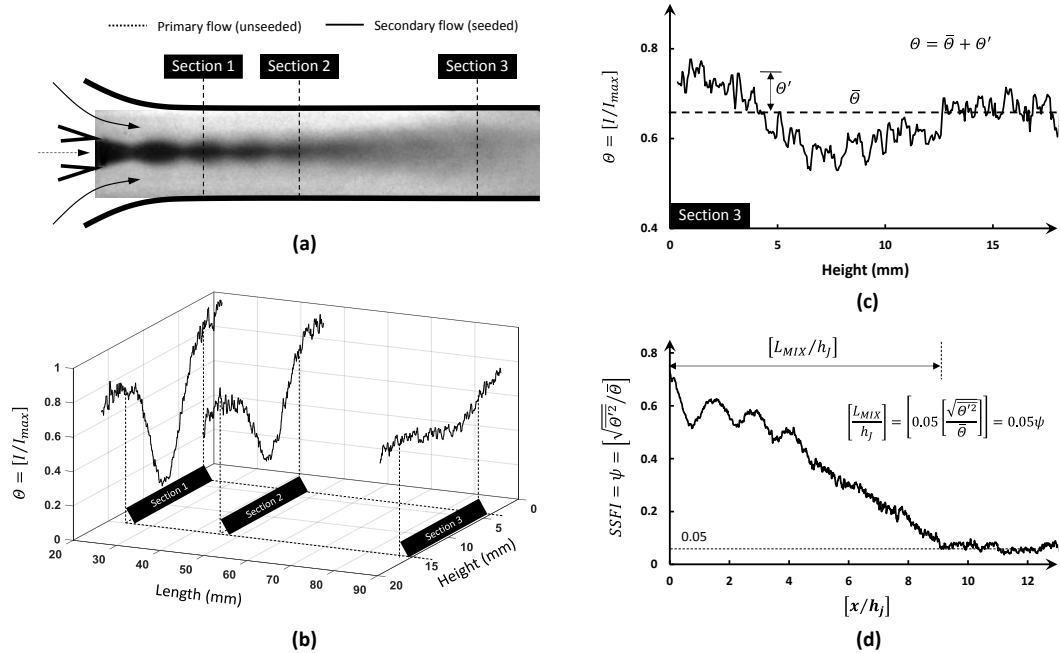 Primary flow (unseeded) Secondary flow (seeded)
Section 1 Section 2 Section 3
(a)
1
0.8
0.6
0.4
0.2
0
Θ = [I/I_max]
20 30 40 50 60 70 80 90
Length (mm)
20 15 10 5 0
Height (mm)
Section 1
Section 2
Section 3
(b)
1
0.8
0.6
0.4
Θ = [I/I_max]
Θ = Θ̅ + Θ′
Θ′
Θ̅
Section 3
0 5 10 15
Height (mm)
(c)
0.8
0.6
0.4
0.2
0
SSFI = ψ = [√Θ′²̅/Θ̅]
[L_MIX/h_j]
[L_MIX/h_j] = [0.05 [√Θ′²̅/Θ̅]] = 0.05ψ
0.05
0 2 4 6 8 10 12
[x/h_j]
(d)